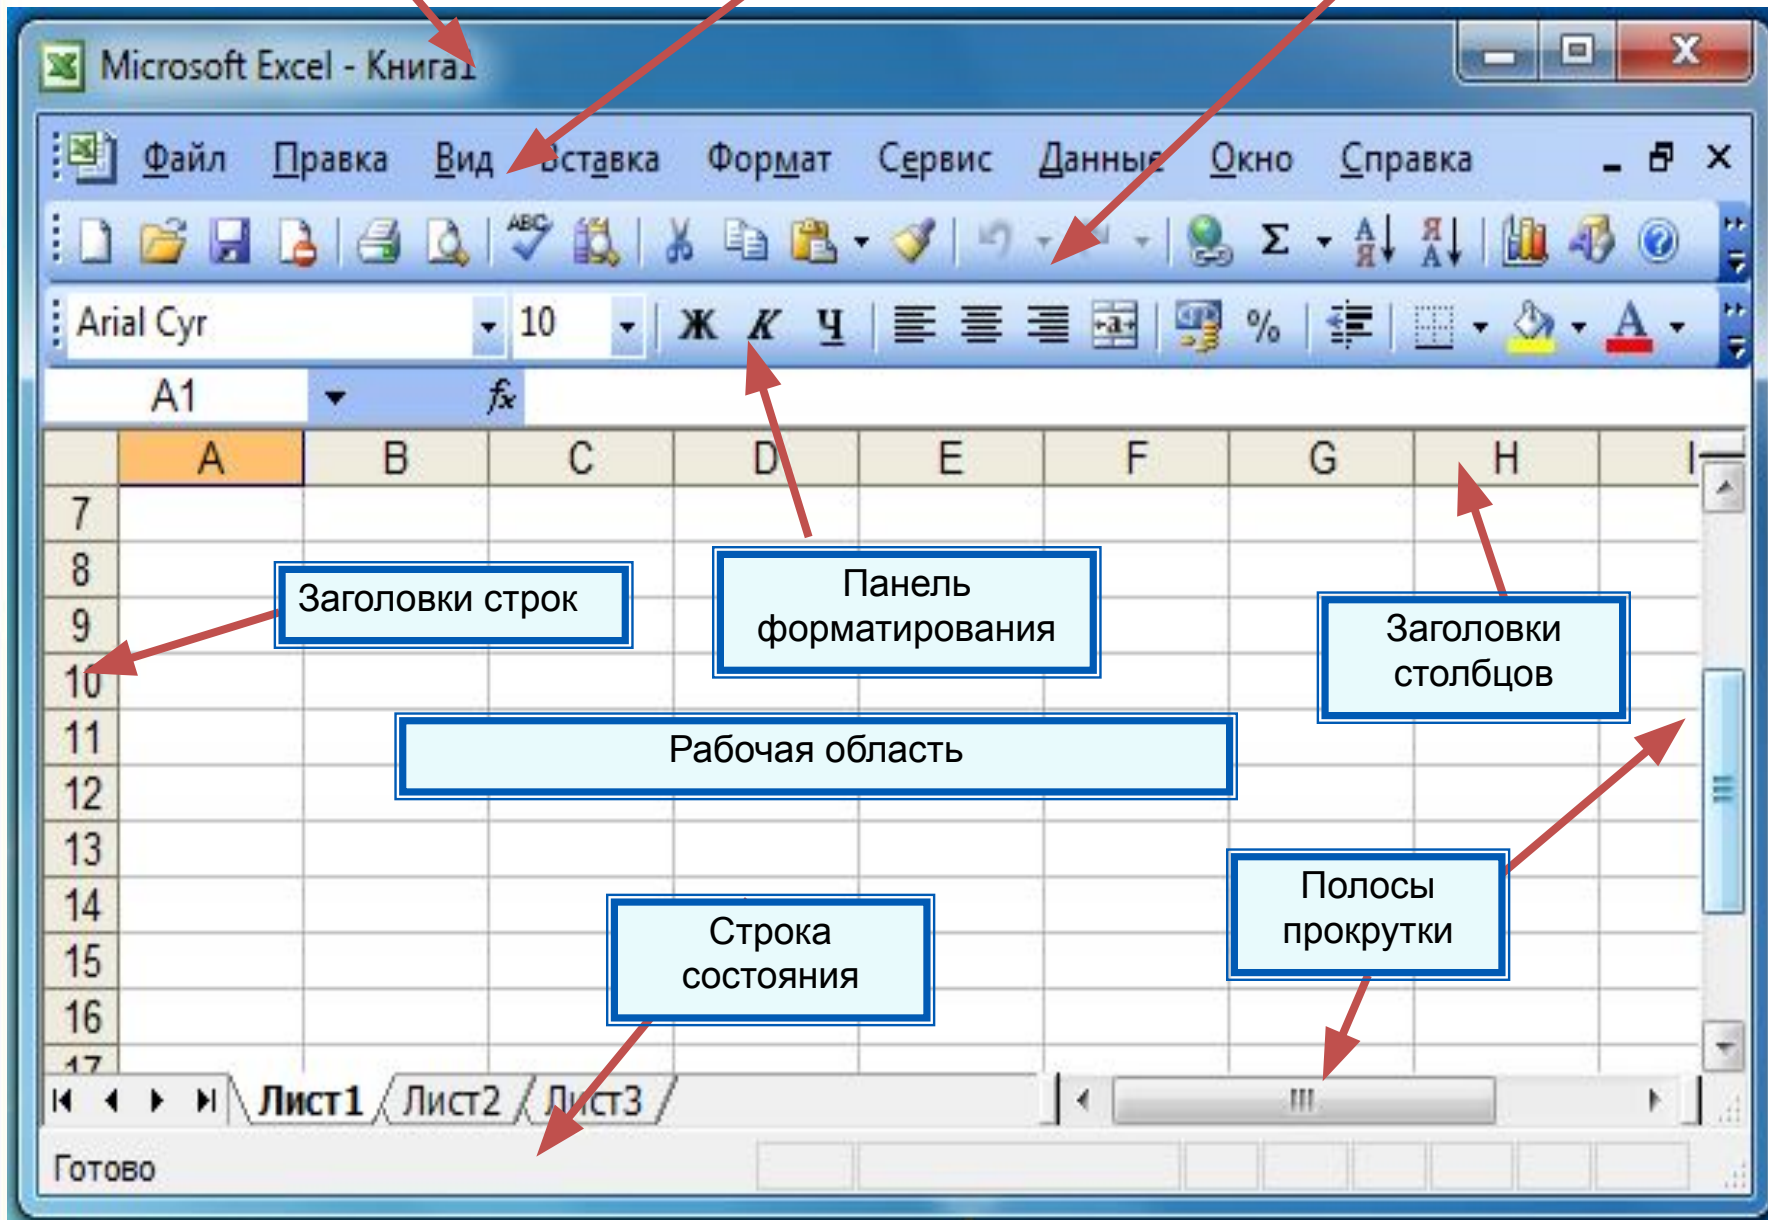 Microsoft Excel - Книга1
Файл Правка Вид Вставка Формат Сервис Данные Окно Справка
Arial Cyr 10 Ж К Ч %
A1 fx
A B C D E F G H I
7
8
Заголовки строк
Панель
форматирования
9
Заголовки
столбцов
10
11
Рабочая область
12
13
14
Полосы
прокрутки
Строка
состояния
15
16
17
Лист1 Лист2 Лист3
Готово